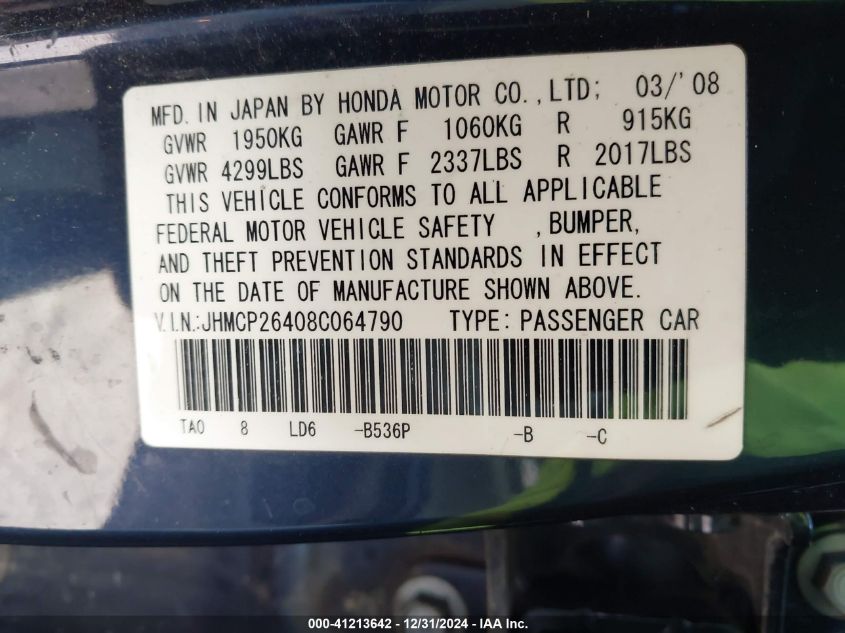 MFD. IN JAPAN BY HONDA MOTOR CO., LTD; 03/'08
GVWR 1950KG GAWR F 1060KG R 915KG
GVWR 4299LBS GAWR F 2337LBS R 2017LBS
THIS VEHICLE CONFORMS TO ALL APPLICABLE
FEDERAL MOTOR VEHICLE SAFETY , BUMPER,
AND THEFT PREVENTION STANDARDS IN EFFECT
ON THE DATE OF MANUFACTURE SHOWN ABOVE.
V.I.N.:JHMCP26408C064790 TYPE: PASSENGER CAR
TA0 8 LD6 -B536P -B -C
000-41213642 - 12/31/2024 - IAA Inc.